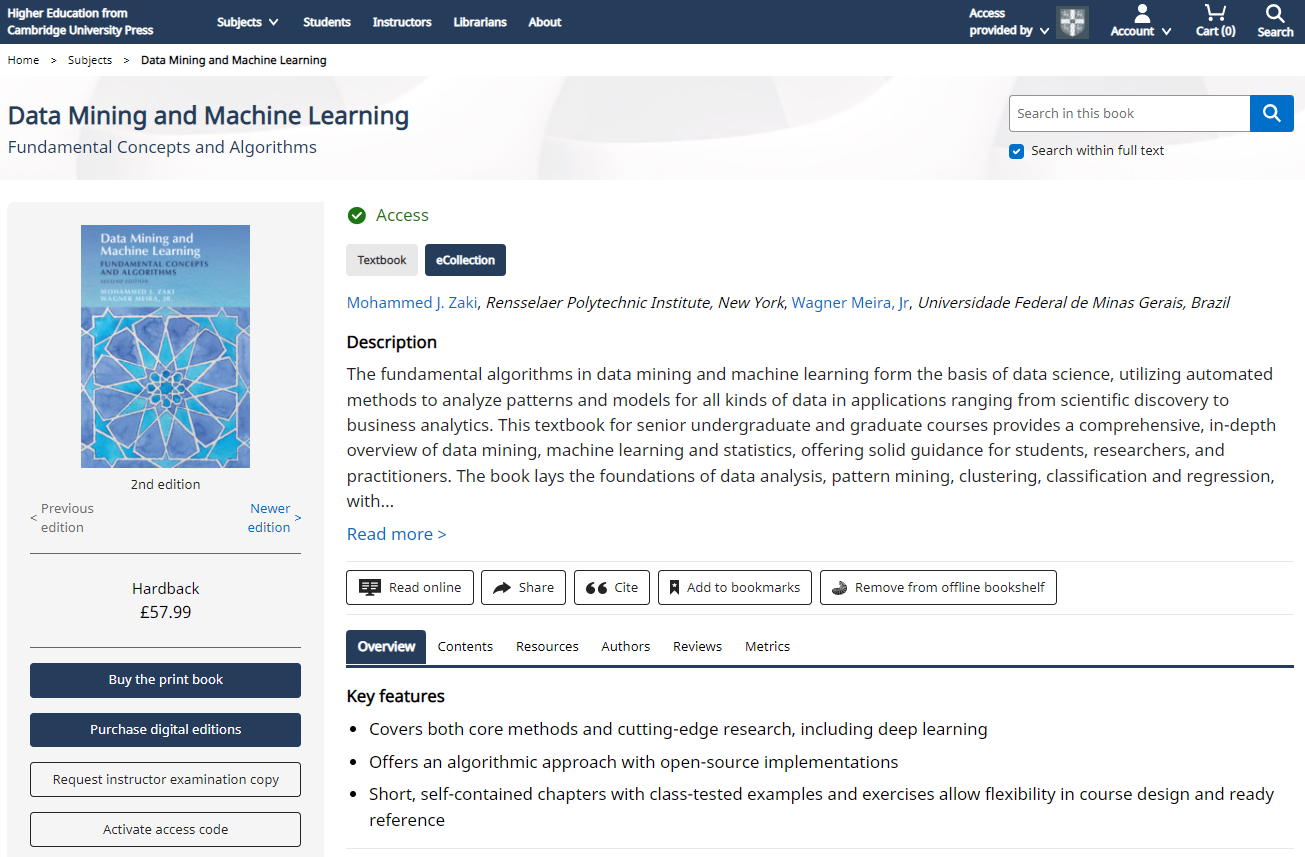 Higher Education from
Cambridge University Press
Subjects
Students
Instructors
Librarians
About
Access
provided by
Account
Cart (0)
Search
Home > Subjects > Data Mining and Machine Learning
Data Mining and Machine Learning
Fundamental Concepts and Algorithms
Search in this book
Search within full text
Data Mining and
Machine Learning
FUNDAMENTAL CONCEPTS
AND ALGORITHMS
SECOND EDITION
MOHAMMED J. ZAKI
WAGNER MEIRA, JR.
2nd edition
< Previous
edition
Newer
edition >
Hardback
£57.99
Buy the print book
Purchase digital editions
Request instructor examination copy
Activate access code
Access
Textbook
eCollection
Mohammed J. Zaki, Rensselaer Polytechnic Institute, New York, Wagner Meira, Jr, Universidade Federal de Minas Gerais, Brazil
Description
The fundamental algorithms in data mining and machine learning form the basis of data science, utilizing automated
methods to analyze patterns and models for all kinds of data in applications ranging from scientific discovery to
business analytics. This textbook for senior undergraduate and graduate courses provides a comprehensive, in-depth
overview of data mining, machine learning and statistics, offering solid guidance for students, researchers, and
practitioners. The book lays the foundations of data analysis, pattern mining, clustering, classification and regression,
with...
Read more >
Read online
Share
Cite
Add to bookmarks
Remove from offline bookshelf
Overview
Contents
Resources
Authors
Reviews
Metrics
Key features
• Covers both core methods and cutting-edge research, including deep learning
• Offers an algorithmic approach with open-source implementations
• Short, self-contained chapters with class-tested examples and exercises allow flexibility in course design and ready
reference